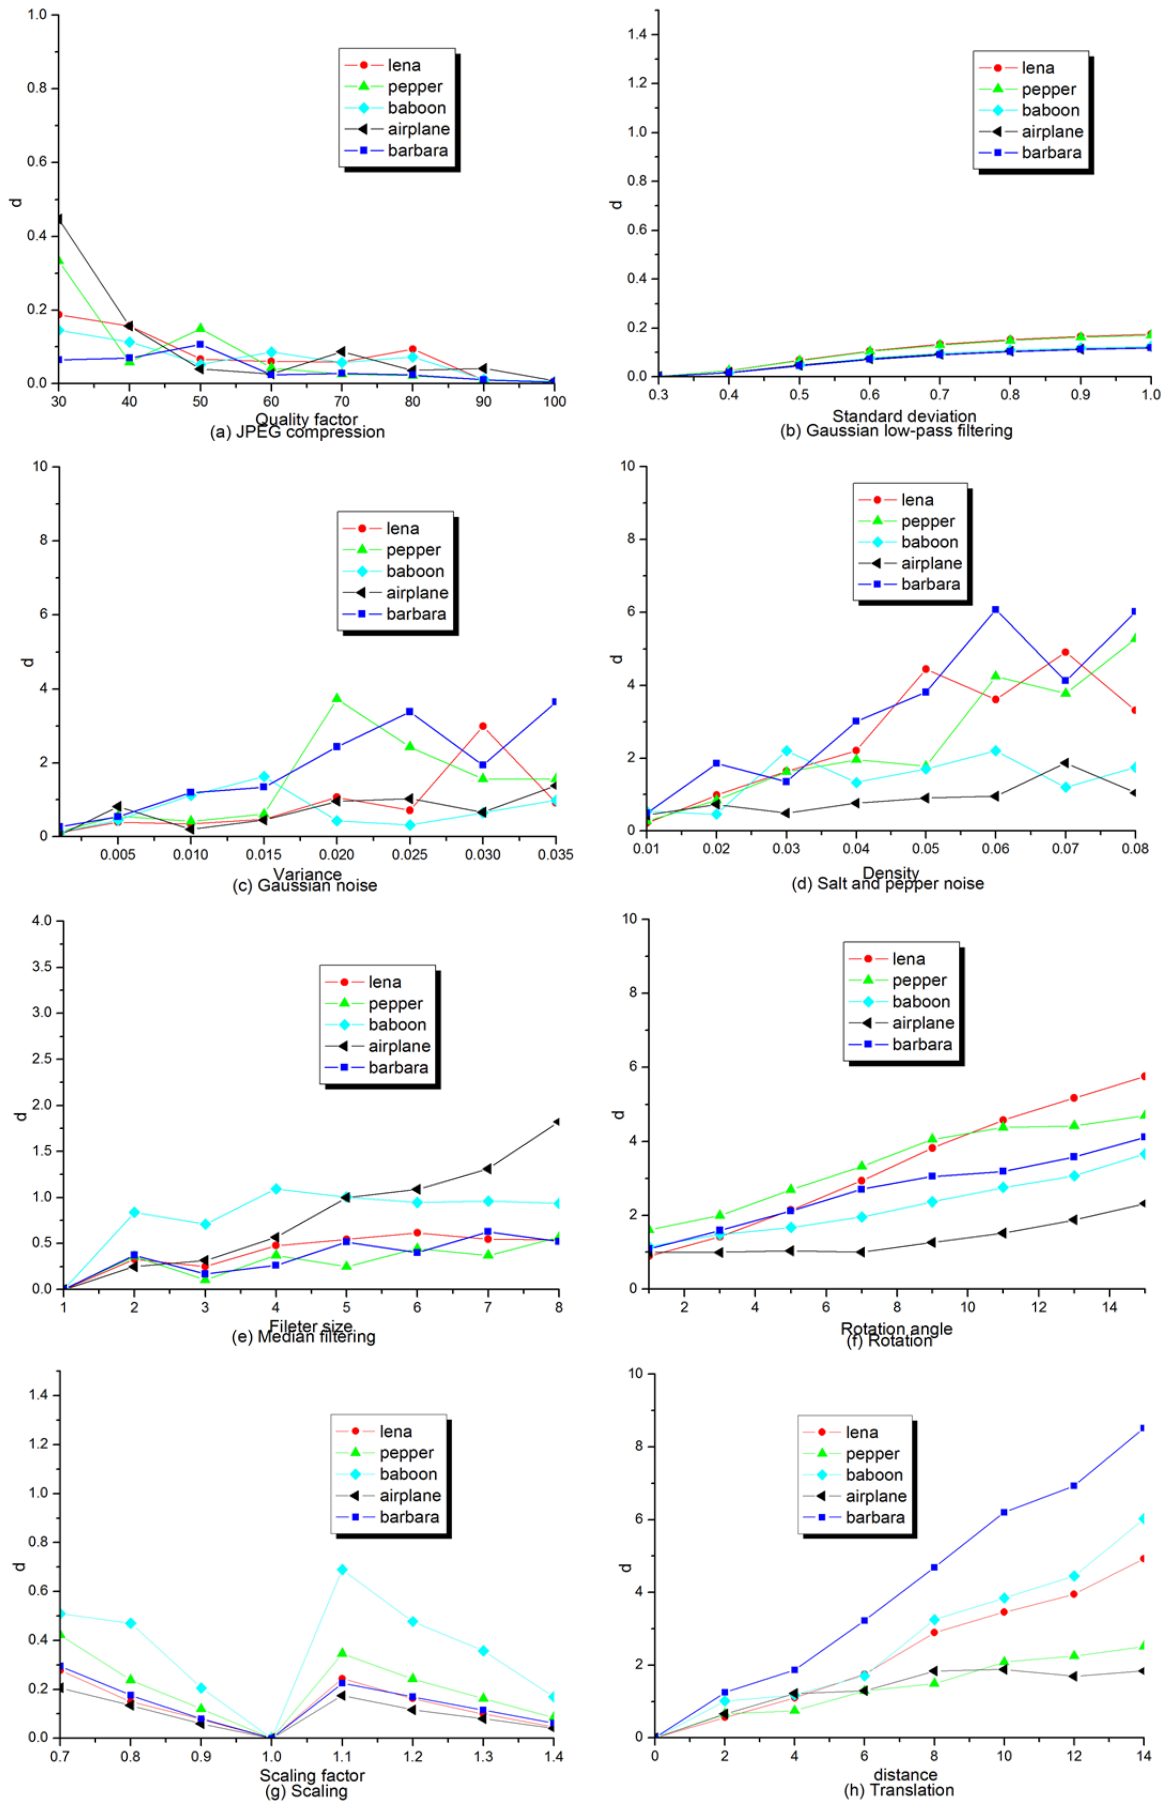 1.0
0.8
0.6
0.4
0.2
0.0
d
lena
pepper
baboon
airplane
barbara
30 40 50 60 70 80 90 100
Quality factor
(a) JPEG compression
1.4
1.2
1.0
0.8
0.6
0.4
0.2
0.0
d
lena
pepper
baboon
airplane
barbara
0.3 0.4 0.5 0.6 0.7 0.8 0.9 1.0
Standard deviation
(b) Gaussian low-pass filtering
10
8
6
4
2
0
d
lena
pepper
baboon
airplane
barbara
0.005 0.010 0.015 0.020 0.025 0.030 0.035
Variance
(c) Gaussian noise
10
8
6
4
2
0
d
lena
pepper
baboon
airplane
barbara
0.01 0.02 0.03 0.04 0.05 0.06 0.07 0.08
Density
(d) Salt and pepper noise
4.0
3.5
3.0
2.5
2.0
1.5
1.0
0.5
0.0
d
lena
pepper
baboon
airplane
barbara
1 2 3 4 5 6 7 8
Fileter size
(e) Median filtering
10
8
6
4
2
0
d
lena
pepper
baboon
airplane
barbara
2 4 6 8 10 12 14
Rotation angle
(f) Rotation
1.4
1.2
1.0
0.8
0.6
0.4
0.2
0.0
d
lena
pepper
baboon
airplane
barbara
0.7 0.8 0.9 1.0 1.1 1.2 1.3 1.4
Scaling factor
(g) Scaling
10
8
6
4
2
0
d
lena
pepper
baboon
airplane
barbara
0 2 4 6 8 10 12 14
distance
(h) Translation